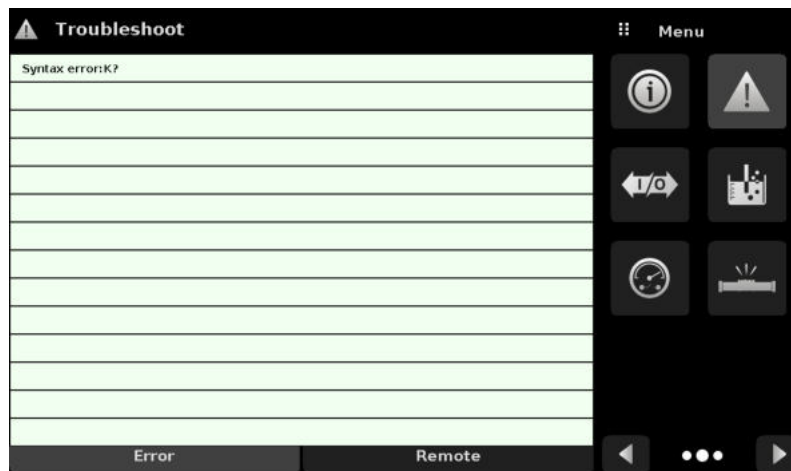 Troubleshoot
Menu
Syntax error:K?
i
I/O
Error
Remote